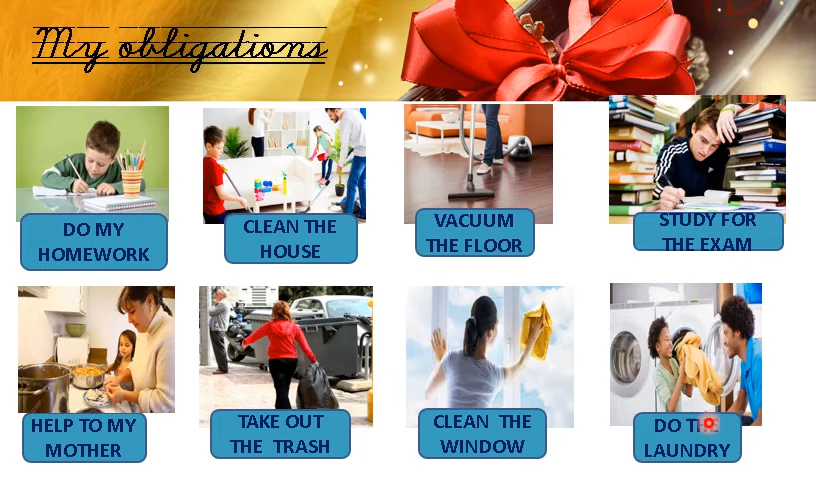 My obligations
DO MY
HOMEWORK
CLEAN THE
HOUSE
VACUUM
THE FLOOR
STUDY FOR
THE EXAM
HELP TO MY
MOTHER
TAKE OUT
THE TRASH
CLEAN THE
WINDOW
DO THE
LAUNDRY